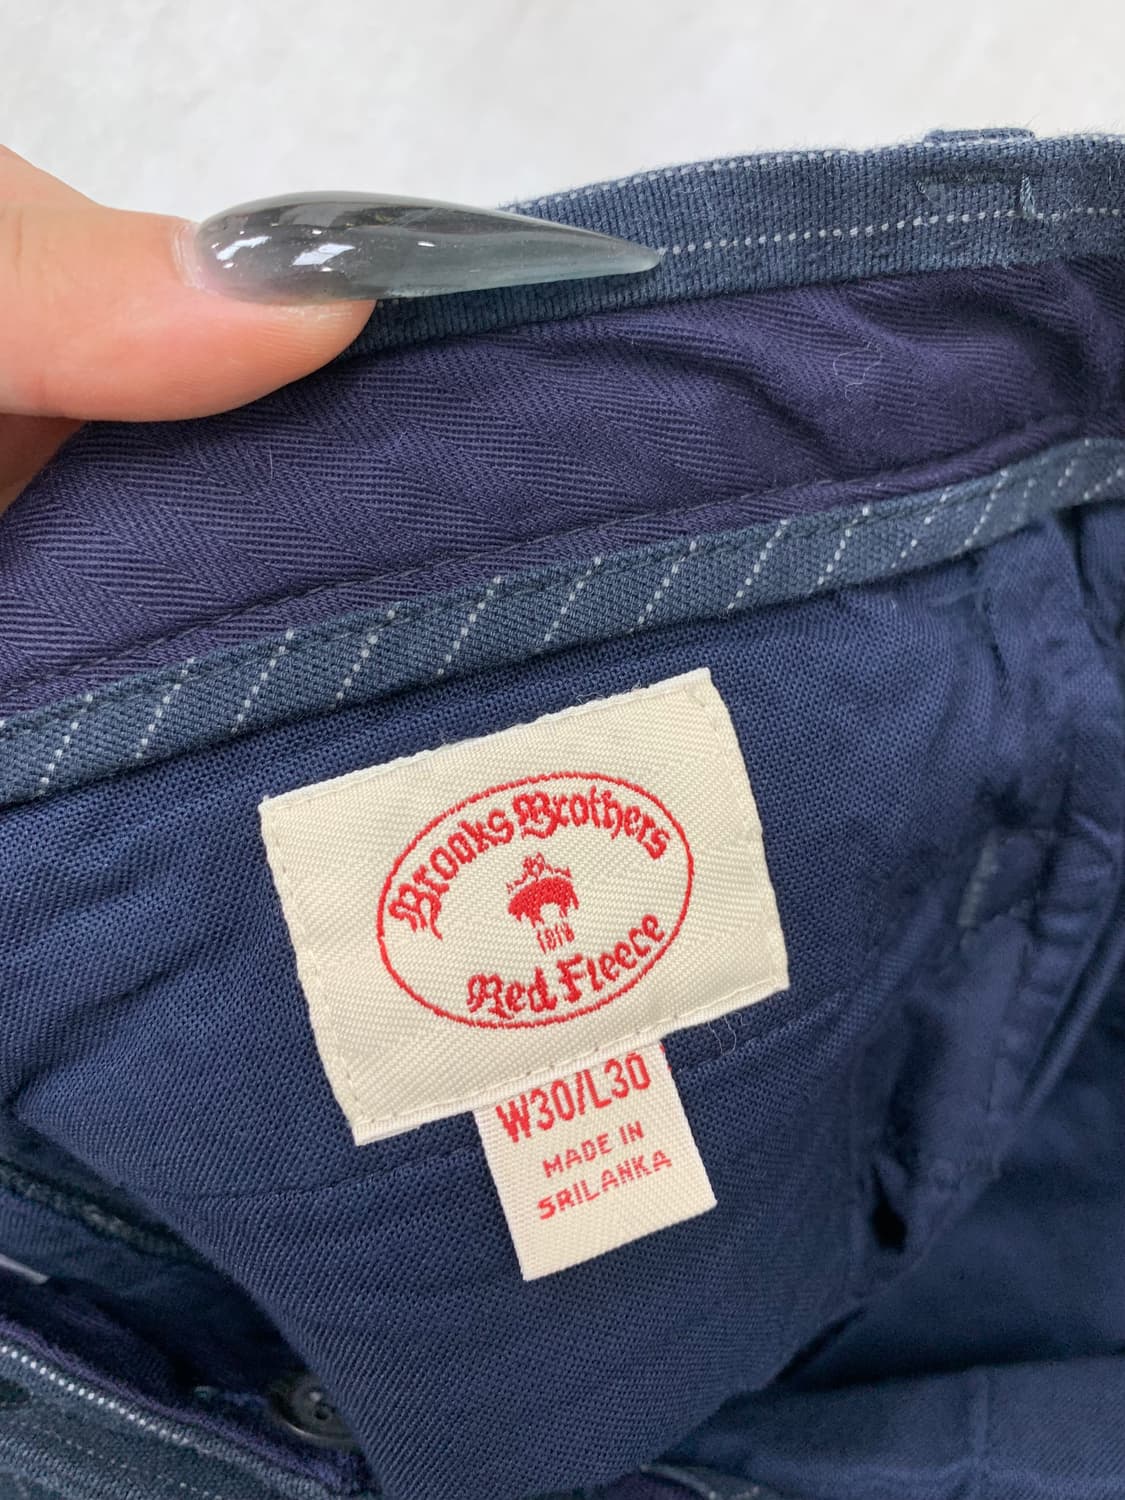 Brooks Brothers
1818
Red Fleece
W30/L30
MADE IN
SRILANKA